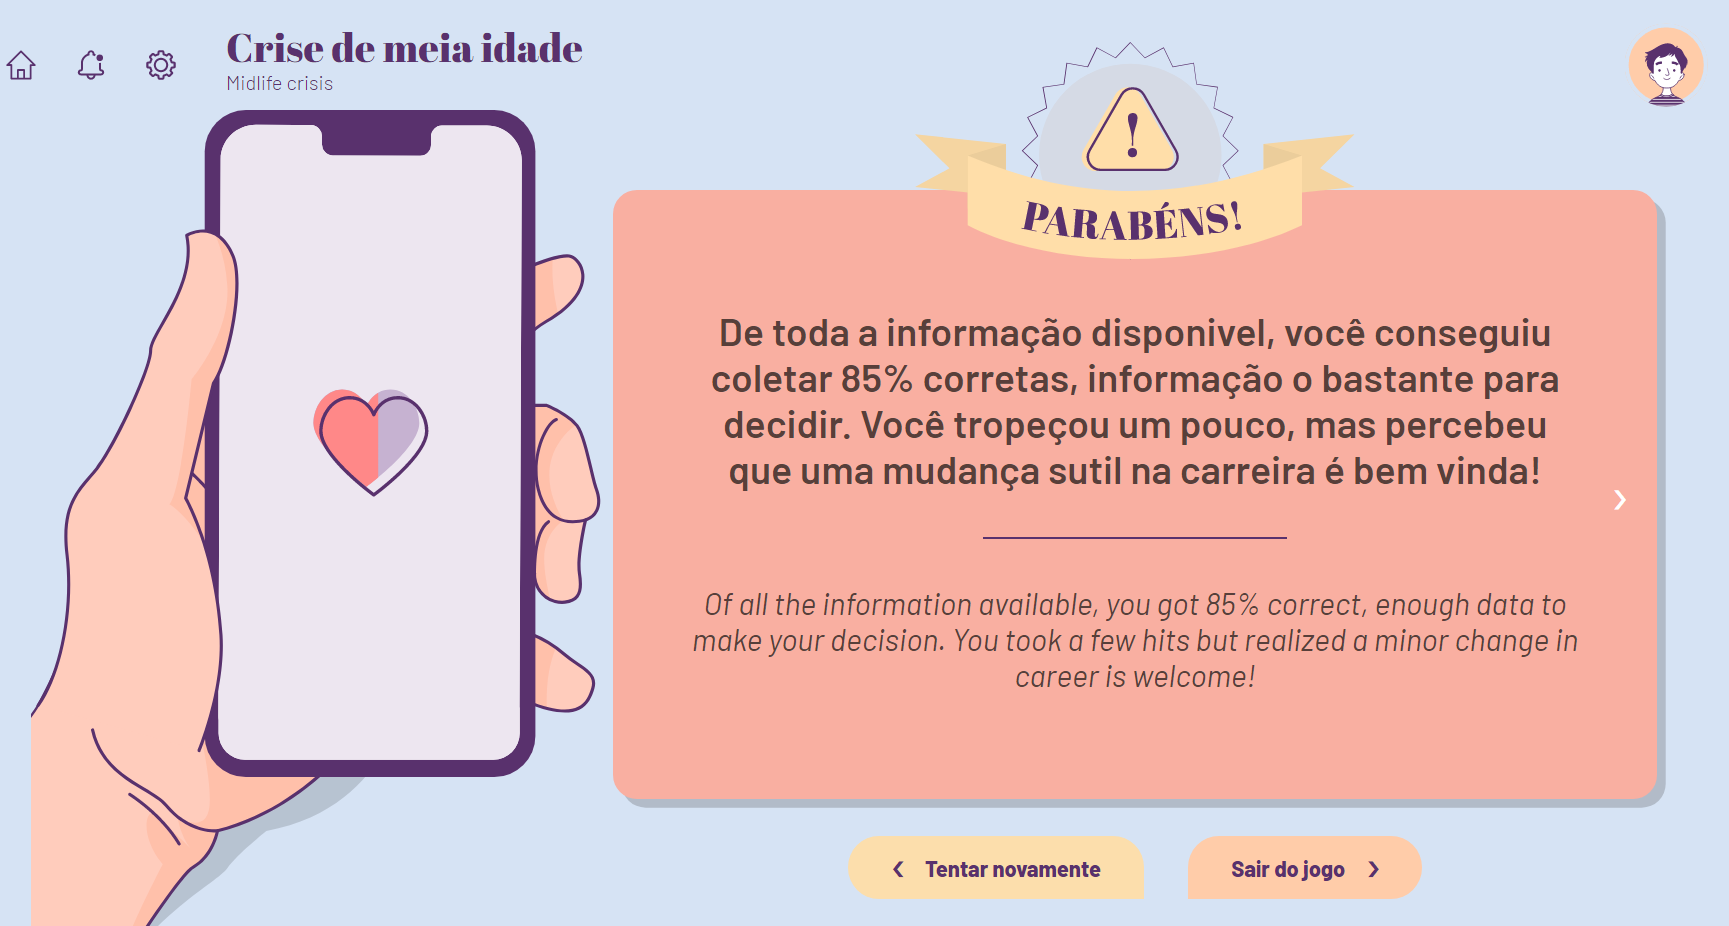 Crise de meia idade
Midlife crisis
!
PARABÉNS!
De toda a informação disponivel, você conseguiu
coletar 85% corretas, informação o bastante para
decidir. Você tropeçou um pouco, mas percebeu
que uma mudança sutil na carreira é bem vinda!
Of all the information available, you got 85% correct, enough data to
make your decision. You took a few hits but realized a minor change in
career is welcome!
Tentar novamente
Sair do jogo